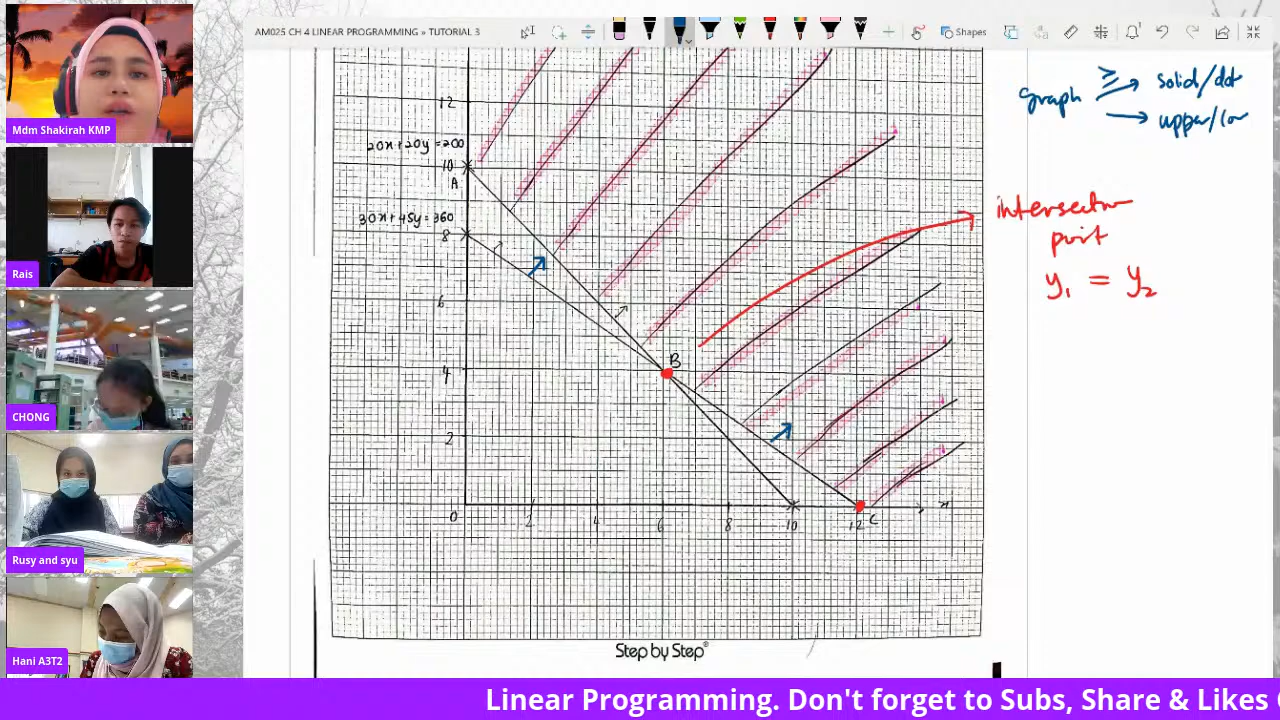 AM025 CH 4 LINEAR PROGRAMMING » TUTORIAL 3
Shapes
Mdm Shakirah KMP
Rais
CHONG
Rusy and syu
Hani A3T2
12
20x+20y=200
10
A
30x+45y=360
8
6
B
4
2
0 2 4 6 8 10 12 C x
Step by Step®
graph ≥ → solid/dot
→ upper/low
intersection
point
y₁ = y₂
Linear Programming. Don't forget to Subs, Share & Likes